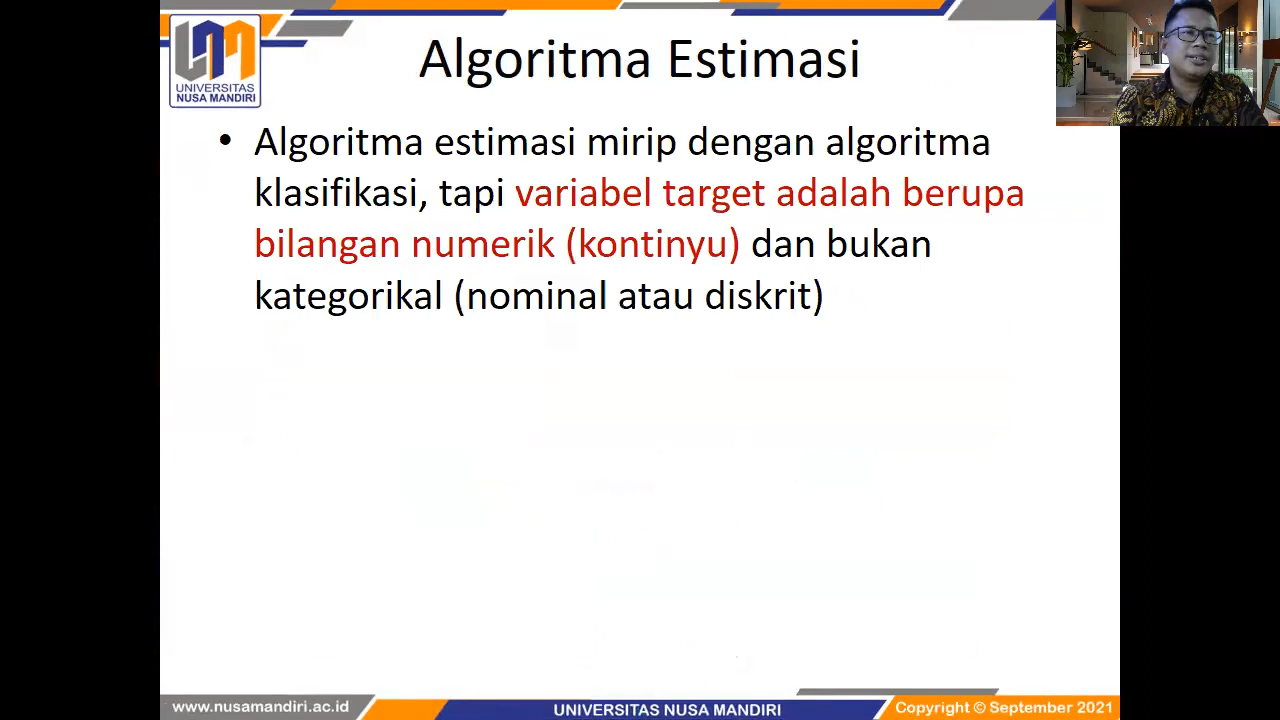 UNIVERSITAS
NUSA MANDIRI
Algoritma Estimasi
• Algoritma estimasi mirip dengan algoritma
klasifikasi, tapi variabel target adalah berupa
bilangan numerik (kontinyu) dan bukan
kategorikal (nominal atau diskrit)
www.nusamandiri.ac.id
UNIVERSITAS NUSA MANDIRI
Copyright © September 2021